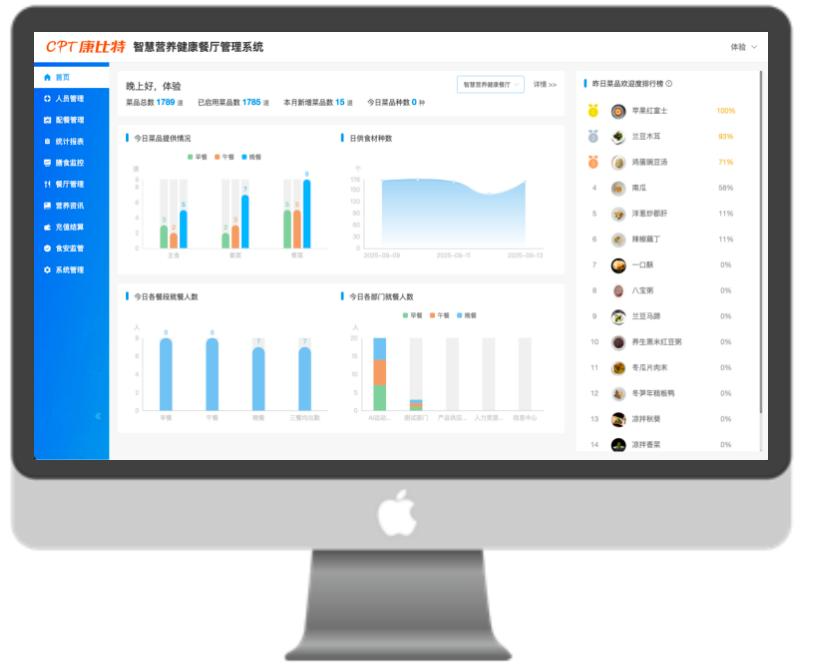 CPT康比特 智慧营养健康餐厅管理系统
体验
首页
人员管理
配餐管理
统计报表
膳食监控
餐厅管理
营养资讯
充值结算
食安监管
系统管理
晚上好，体验
智慧营养健康餐厅
详情 >>
菜品总数 1789 道 已启用菜品数 1785 道 本月新增菜品数 15 道 今日菜品种数 0 种
今日菜品提供情况
早餐 午餐 晚餐
道
8
6
4
2
0
3 2 5
2 3 7
5 5 9
主食
日供食材种数
个
150
120
90
60
30
0
2025-09-09 2025-09-11 2025-09-13
今日各餐段就餐人数
人
8
6
4
2
0
8 8 7 7
早餐 午餐 晚餐 三餐均出勤
今日各部门就餐人数
早餐 午餐 晚餐
人
20
15
10
5
0
AI运动... 测试部门 产品供应... 人力资源... 信息中心
昨日菜品欢迎度排行榜
苹果红富士 100%
兰豆木耳 93%
鸡蛋豌豆汤 71%
4 南瓜 58%
5 洋葱炒郡肝 11%
6 辣椒藕丁 11%
7 一口酥 0%
8 八宝粥 0%
9 兰豆马蹄 0%
10 养生黑米红豆粥 0%
11 冬瓜片肉末 0%
12 冬笋年糕板鸭 0%
13 凉拌秋葵 0%
14 凉拌香菜 0%